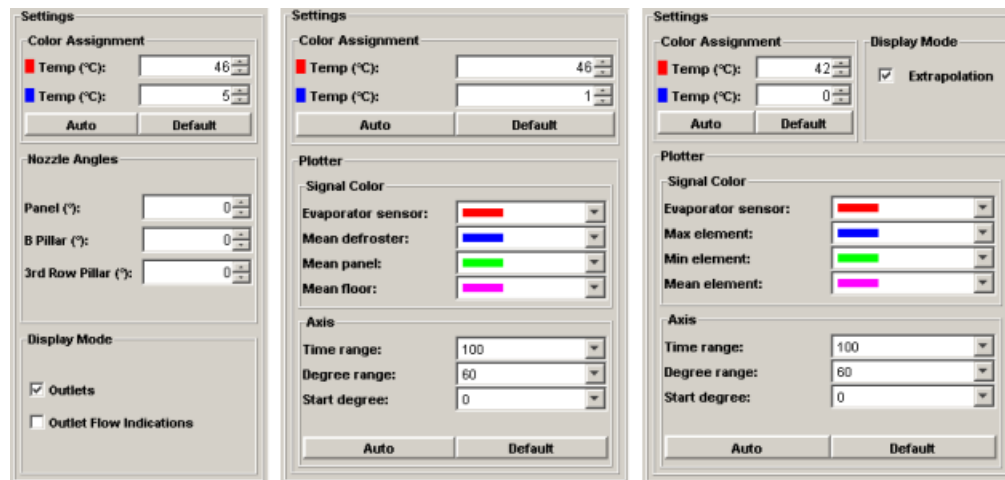 Settings
Color Assignment
Temp (°C): 46
Temp (°C): 5
Auto Default
Nozzle Angles
Panel (°): 0
B Pillar (°): 0
3rd Row Pillar (°): 0
Display Mode
Outlets
Outlet Flow Indications
Settings
Color Assignment
Temp (°C): 46
Temp (°C): 1
Auto Default
Plotter
Signal Color
Evaporator sensor:
Mean defroster:
Mean panel:
Mean floor:
Axis
Time range: 100
Degree range: 60
Start degree: 0
Auto Default
Settings
Color Assignment
Temp (°C): 42
Temp (°C): 0
Auto Default
Display Mode
Extrapolation
Plotter
Signal Color
Evaporator sensor:
Max element:
Min element:
Mean element:
Axis
Time range: 100
Degree range: 60
Start degree: 0
Auto Default